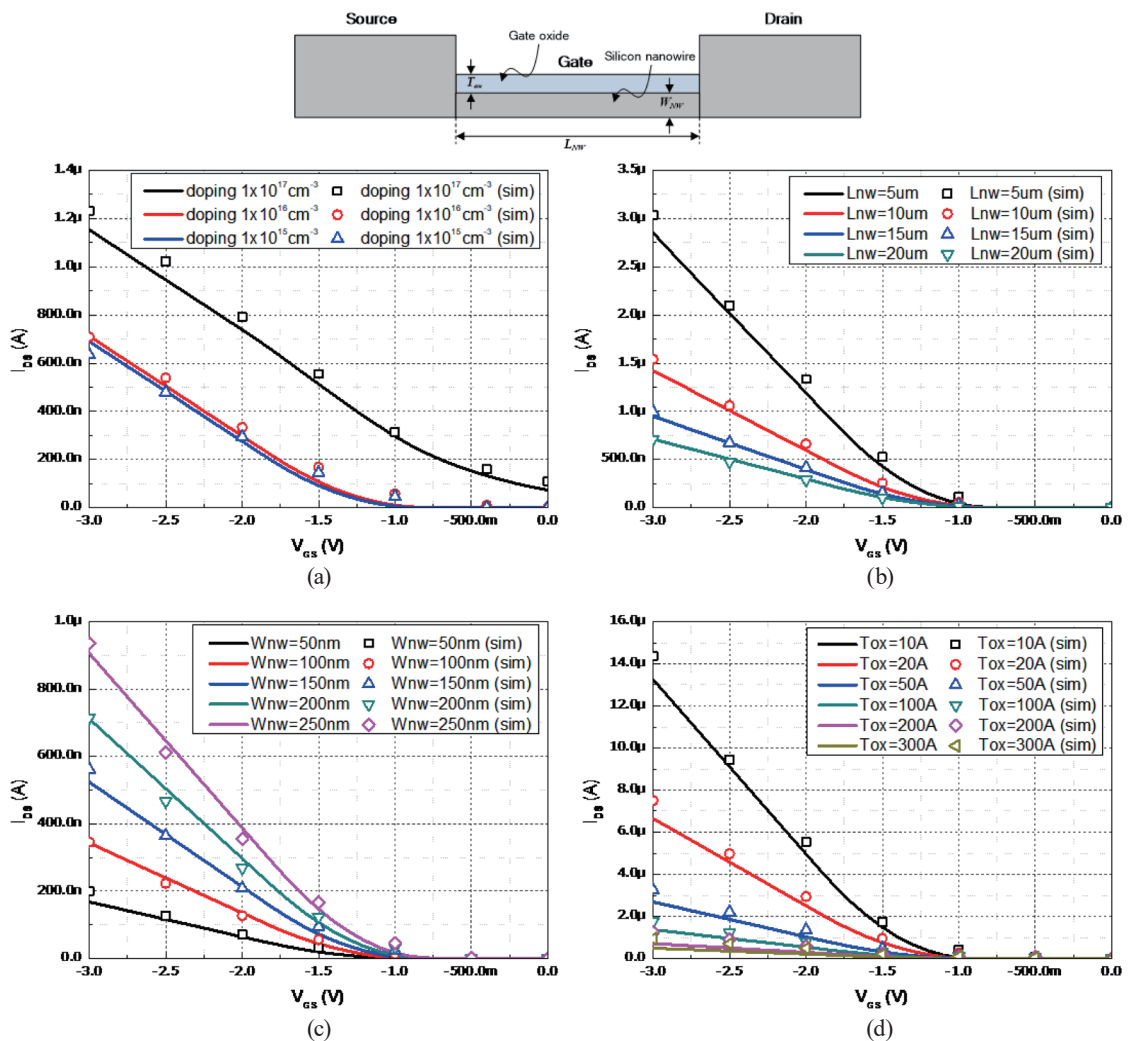 Source
Drain
Gate oxide
Gate
Silicon nanowire
W_NW
L_NW
1.4μ
1.2μ
1.0μ
800.0n
600.0n
400.0n
200.0n
0.0
I_DS (A)
doping 1x10^17cm^-3 doping 1x10^17cm^-3 (sim)
doping 1x10^16cm^-3 doping 1x10^16cm^-3 (sim)
doping 1x10^15cm^-3 doping 1x10^15cm^-3 (sim)
-3.0 -2.5 -2.0 -1.5 -1.0 -500.0m 0.0
V_GS (V)
(a)
3.5μ
3.0μ
2.5μ
2.0μ
1.5μ
1.0μ
500.0n
0.0
I_DS (A)
Lnw=5um Lnw=5um (sim)
Lnw=10um Lnw=10um (sim)
Lnw=15um Lnw=15um (sim)
Lnw=20um Lnw=20um (sim)
-3.0 -2.5 -2.0 -1.5 -1.0 -500.0m 0.0
V_GS (V)
(b)
1.0μ
800.0n
600.0n
400.0n
200.0n
0.0
I_DS (A)
Wnw=50nm Wnw=50nm (sim)
Wnw=100nm Wnw=100nm (sim)
Wnw=150nm Wnw=150nm (sim)
Wnw=200nm Wnw=200nm (sim)
Wnw=250nm Wnw=250nm (sim)
-3.0 -2.5 -2.0 -1.5 -1.0 -500.0m 0.0
V_GS (V)
(c)
16.0μ
14.0μ
12.0μ
10.0μ
8.0μ
6.0μ
4.0μ
2.0μ
0.0
I_DS (A)
Tox=10A Tox=10A (sim)
Tox=20A Tox=20A (sim)
Tox=50A Tox=50A (sim)
Tox=100A Tox=100A (sim)
Tox=200A Tox=200A (sim)
Tox=300A Tox=300A (sim)
-3.0 -2.5 -2.0 -1.5 -1.0 -500.0m 0.0
V_GS (V)
(d)